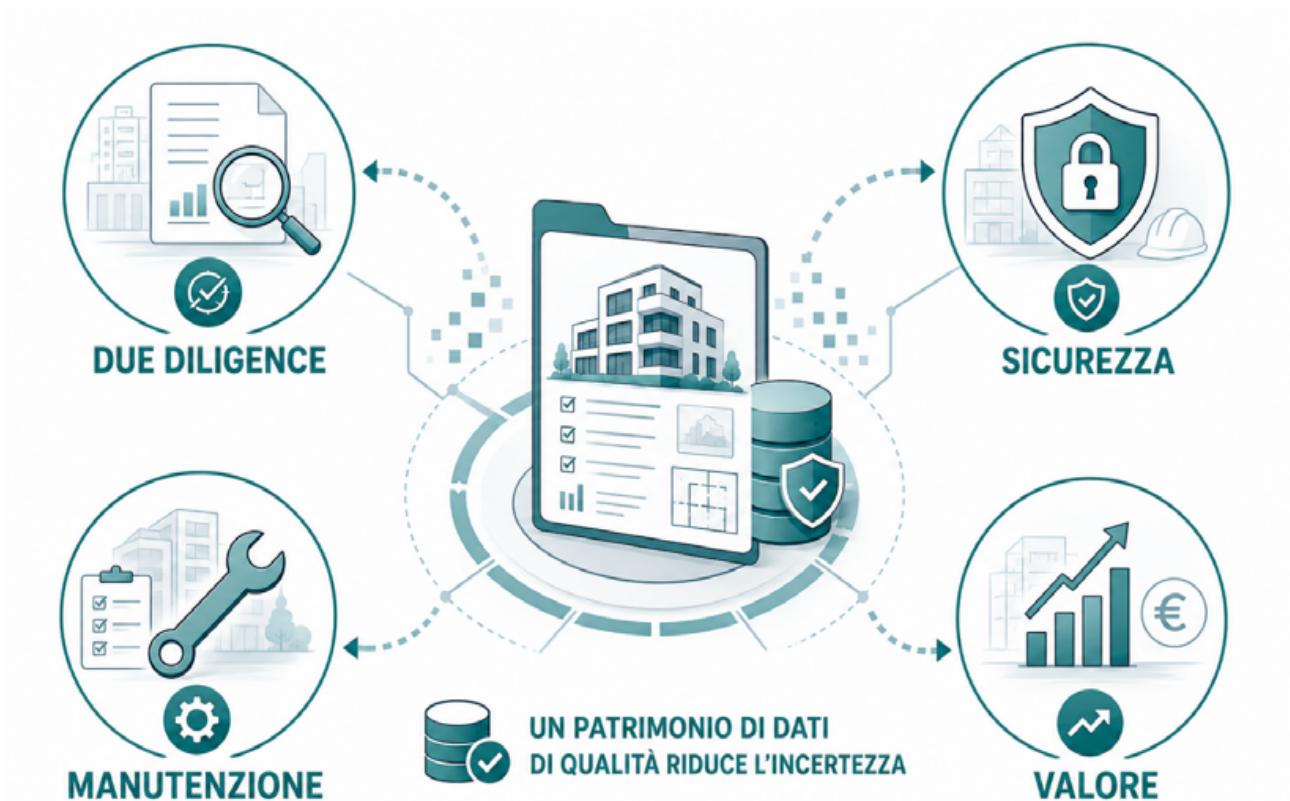 DUE DILIGENCE
SICUREZZA
MANUTENZIONE
UN PATRIMONIO DI DATI
DI QUALITÀ RIDUCE L'INCERTEZZA
€
VALORE